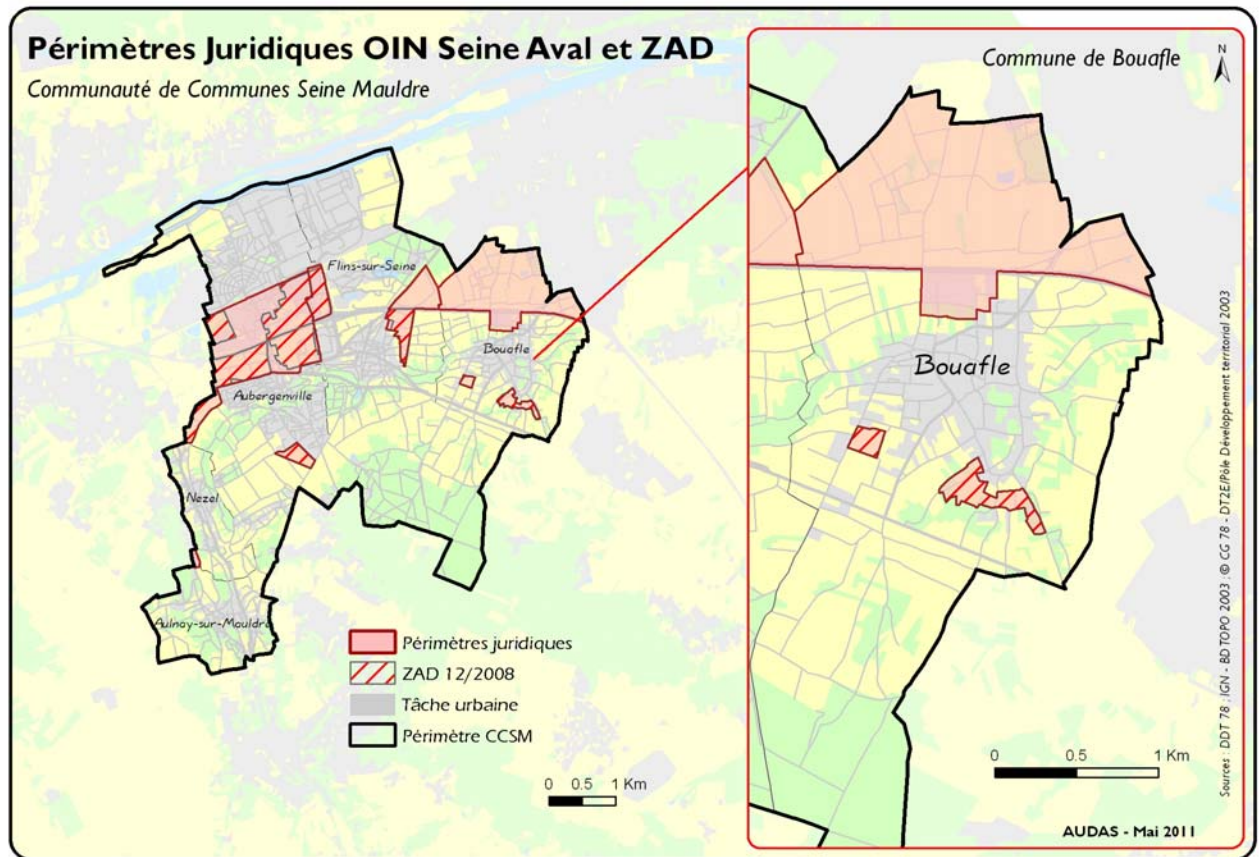 Périmètres Juridiques OIN Seine Aval et ZAD
Communauté de Communes Seine Mauldre
Commune de Bouafle
N
Flins-sur-Seine
Bouafle
Aubergenville
Nezel
Aulnay-sur-Mauldre
Bouafle
Périmètres juridiques
ZAD 12/2008
Tâche urbaine
Périmètre CCSM
0 0.5 1 Km
0 0.5 1 Km
AUDAS - Mai 2011
Sources : DDT 78 ; IGN - BD TOPO 2003 ; © CG 78 - DT2E/Pôle Développement territorial 2003